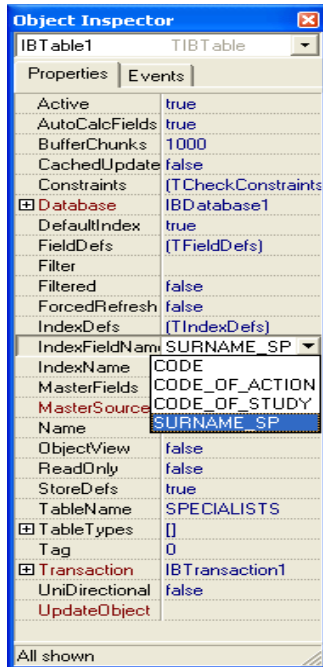 Object Inspector
IBTable1 TIBTable
Properties Events
Active true
AutoCalcFields true
BufferChunks 1000
CachedUpdate false
Constraints (TCheckConstraints
Database IBDatabase1
DefaultIndex true
FieldDefs (TFieldDefs)
Filter
Filtered false
ForcedRefresh false
IndexDefs (TIndexDefs)
IndexFieldNam SURNAME_SP
IndexName CODE
MasterFields CODE_OF_ACTION
MasterSource CODE_OF_STUDY
Name SURNAME_SP
ObjectView false
ReadOnly false
StoreDefs true
TableName SPECIALISTS
TableTypes []
Tag 0
Transaction IBTransaction1
UniDirectional false
UpdateObject
All shown